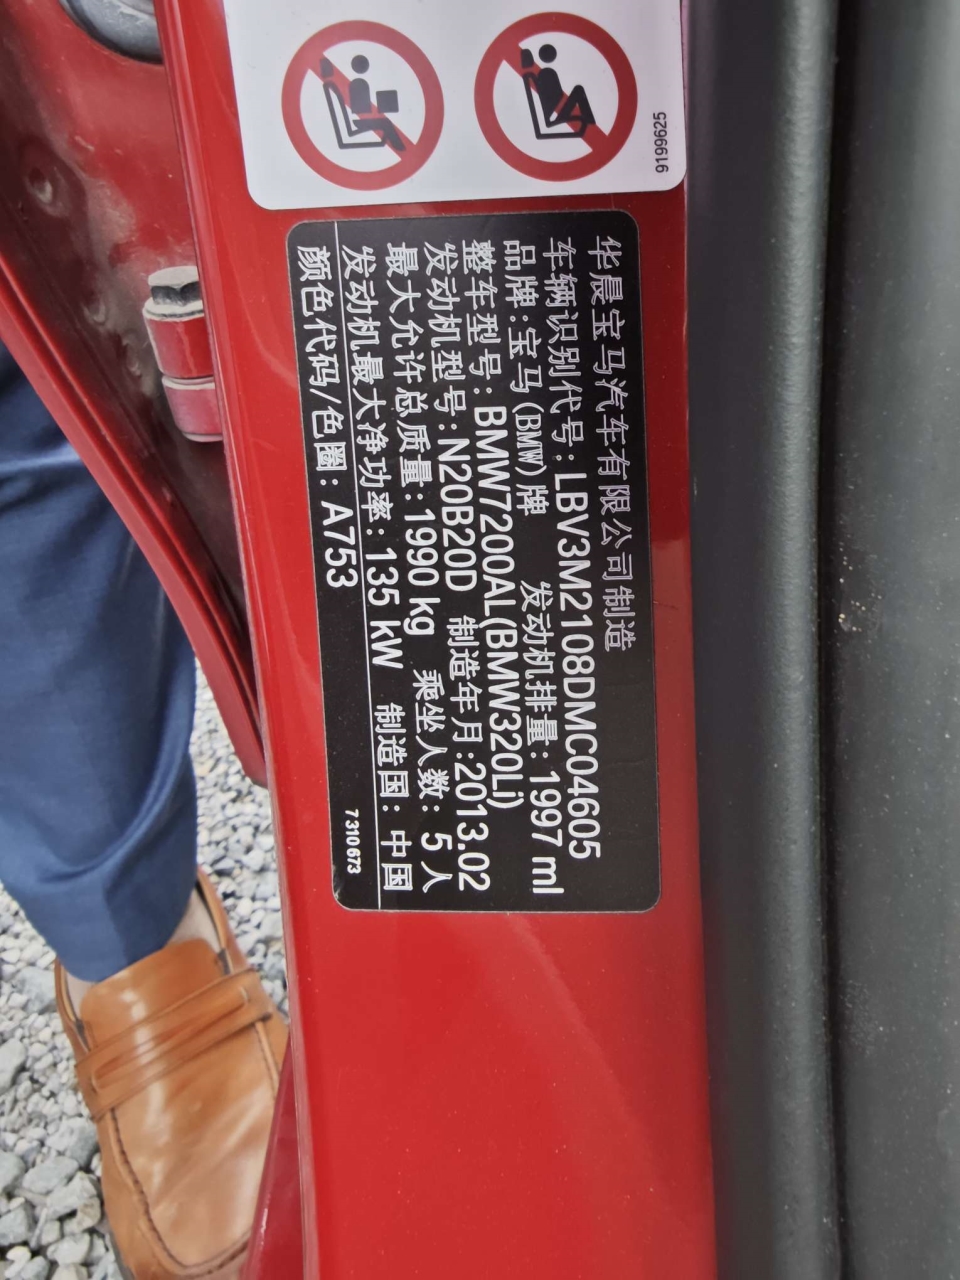 9199625
华晨宝马汽车有限公司制造
车辆识别代号: LBV3M2108DMC04605
品牌:宝马(BMW)牌 发动机排量:1997 ml
整车型号: BMW7200AL(BMW320Li)
发动机型号:N20B20D 制造年月:2013.02
最大允许总质量:1990 kg 乘坐人数: 5人
发动机最大净功率:135 kW 制造国: 中国
颜色代码/色圈: A753
7 310 673